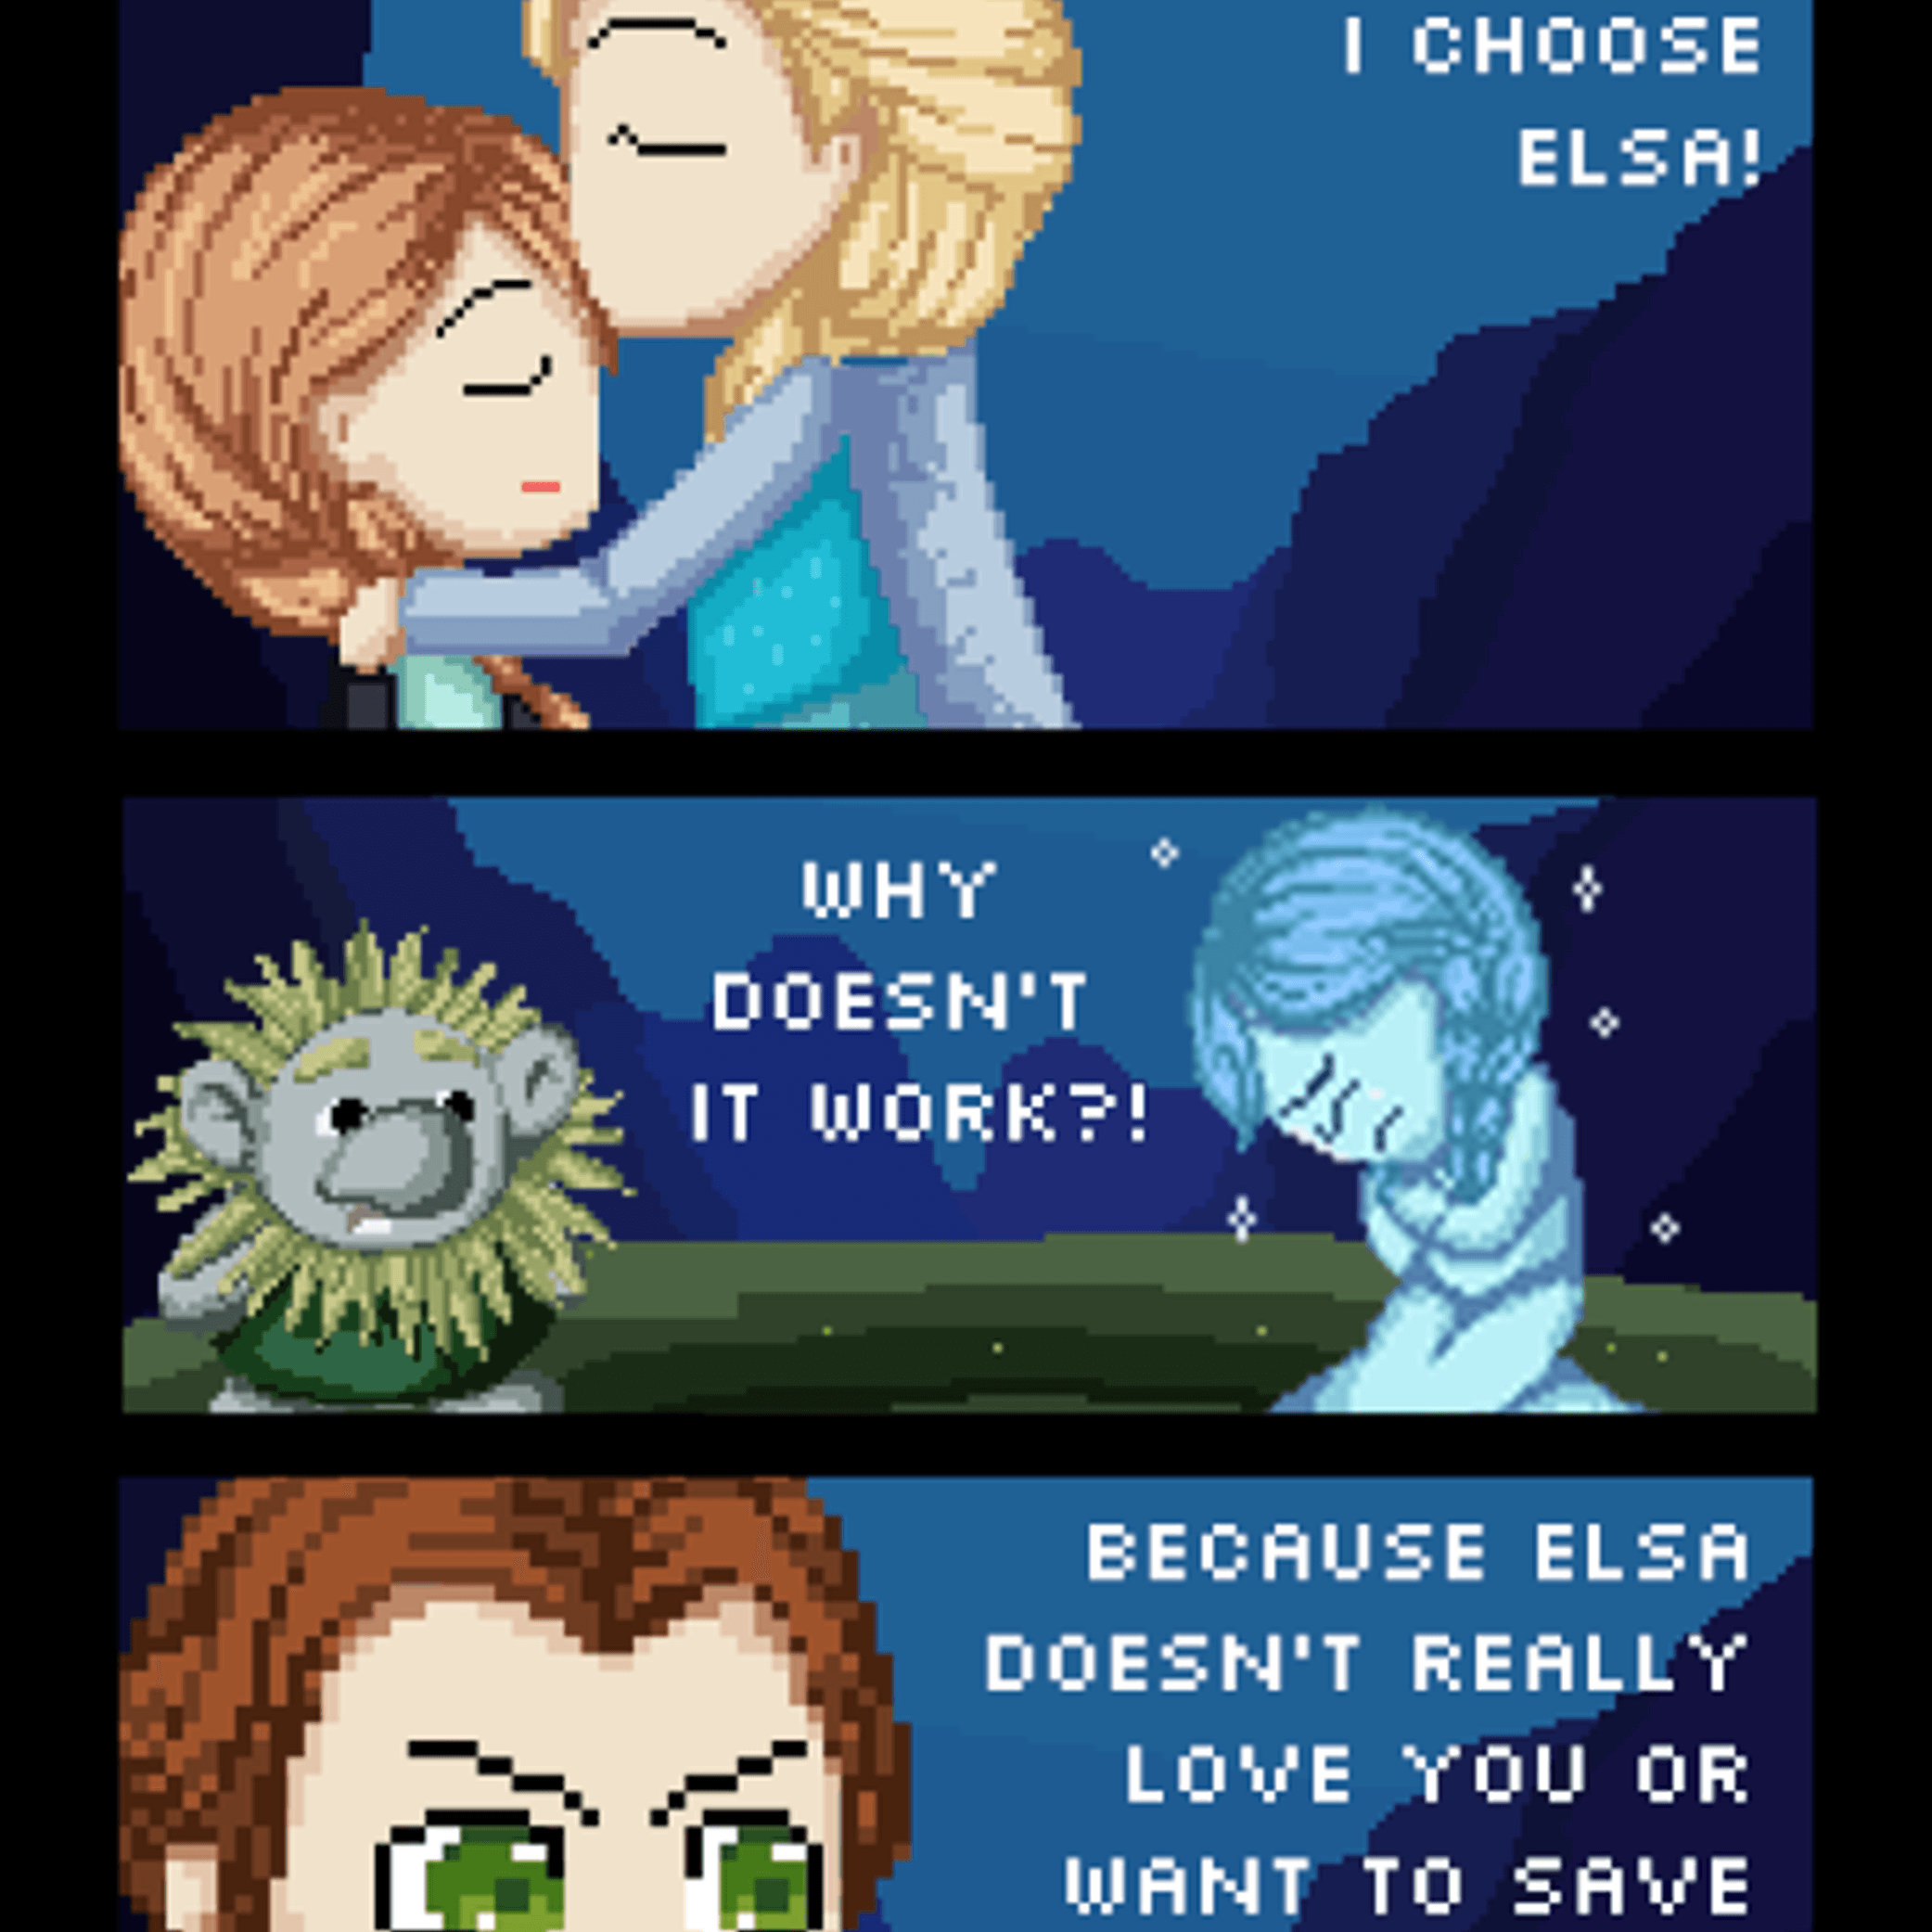 I CHOOSE
ELSA!
WHY
DOESN'T
IT WORK?!
BECAUSE ELSA
DOESN'T REALLY
LOVE YOU OR
WANT TO SAVE